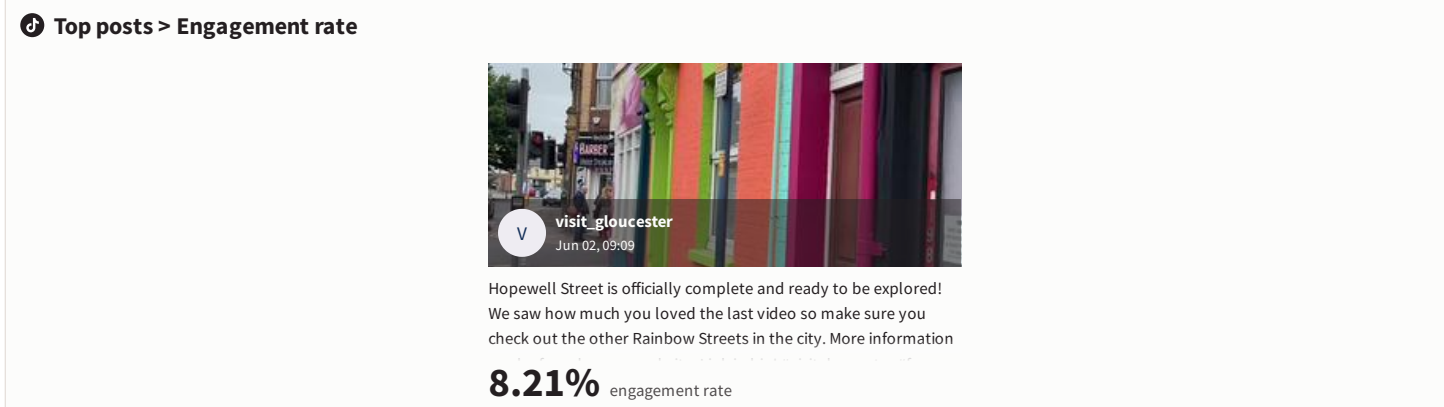 Top posts > Engagement rate
BARBER
V
visit_gloucester
Jun 02, 09:09
Hopewell Street is officially complete and ready to be explored!
We saw how much you loved the last video so make sure you
check out the other Rainbow Streets in the city. More information
8.21% engagement rate